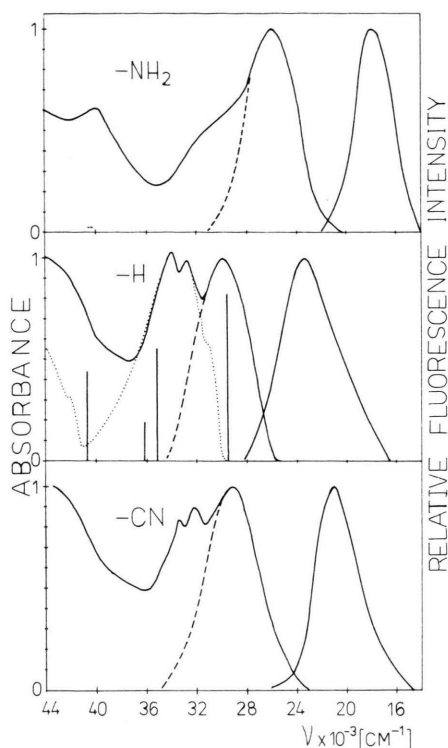 1
-NH₂
0
1
-H
0
1
-CN
0
44 40 36 32 28 24 20 16
ABSORBANCE
RELATIVE FLUORESCENCE INTENSITY
ν x 10⁻³ [CM⁻¹]